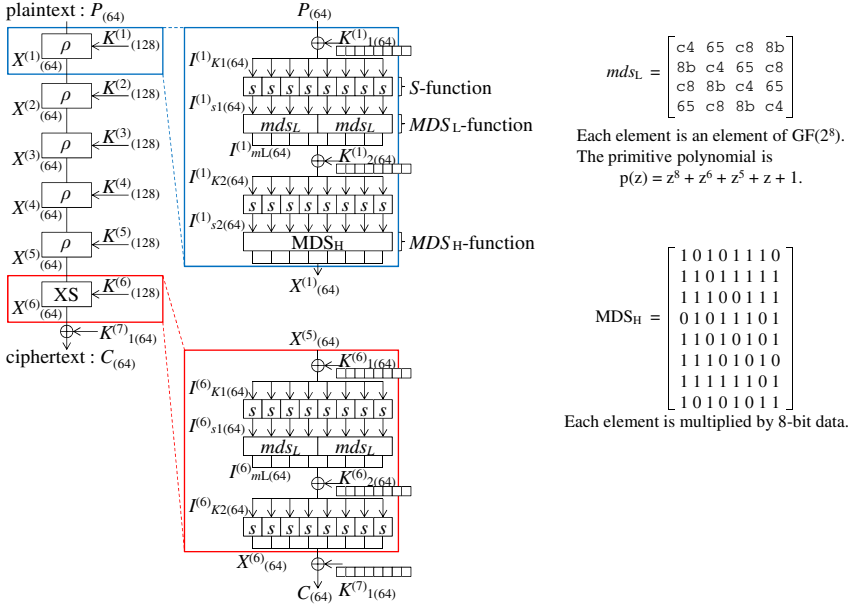 plaintext : P(64)
ρ
K(1)(128)
X(1)(64)
ρ
K(2)(128)
X(2)(64)
ρ
K(3)(128)
X(3)(64)
ρ
K(4)(128)
X(4)(64)
ρ
K(5)(128)
X(5)(64)
XS
K(6)(128)
X(6)(64)
K(7)1(64)
ciphertext : C(64)
P(64)
K(1)1(64)
I(1)K1(64)
s s s s s s s s
S-function
I(1)s1(64)
mdsL mdsL
MDSL-function
I(1)mL(64)
K(1)2(64)
I(1)K2(64)
s s s s s s s s
I(1)s2(64)
MDSH
MDSH-function
X(1)(64)
X(5)(64)
K(6)1(64)
I(6)K1(64)
s s s s s s s s
I(6)s1(64)
mdsL mdsL
I(6)mL(64)
K(6)2(64)
I(6)K2(64)
s s s s s s s s
X(6)(64)
K(7)1(64)
C(64)
mdsL =
c4 65 c8 8b
8b c4 65 c8
c8 8b c4 65
65 c8 8b c4
Each element is an element of GF(2⁸).
The primitive polynomial is
p(z) = z⁸ + z⁶ + z⁵ + z + 1.
MDSH =
1 0 1 0 1 1 1 0
1 1 0 1 1 1 1 1
1 1 1 0 0 1 1 1
0 1 0 1 1 1 0 1
1 1 0 1 0 1 0 1
1 1 1 0 1 0 1 0
1 1 1 1 1 1 0 1
1 0 1 0 1 0 1 1
Each element is multiplied by 8-bit data.